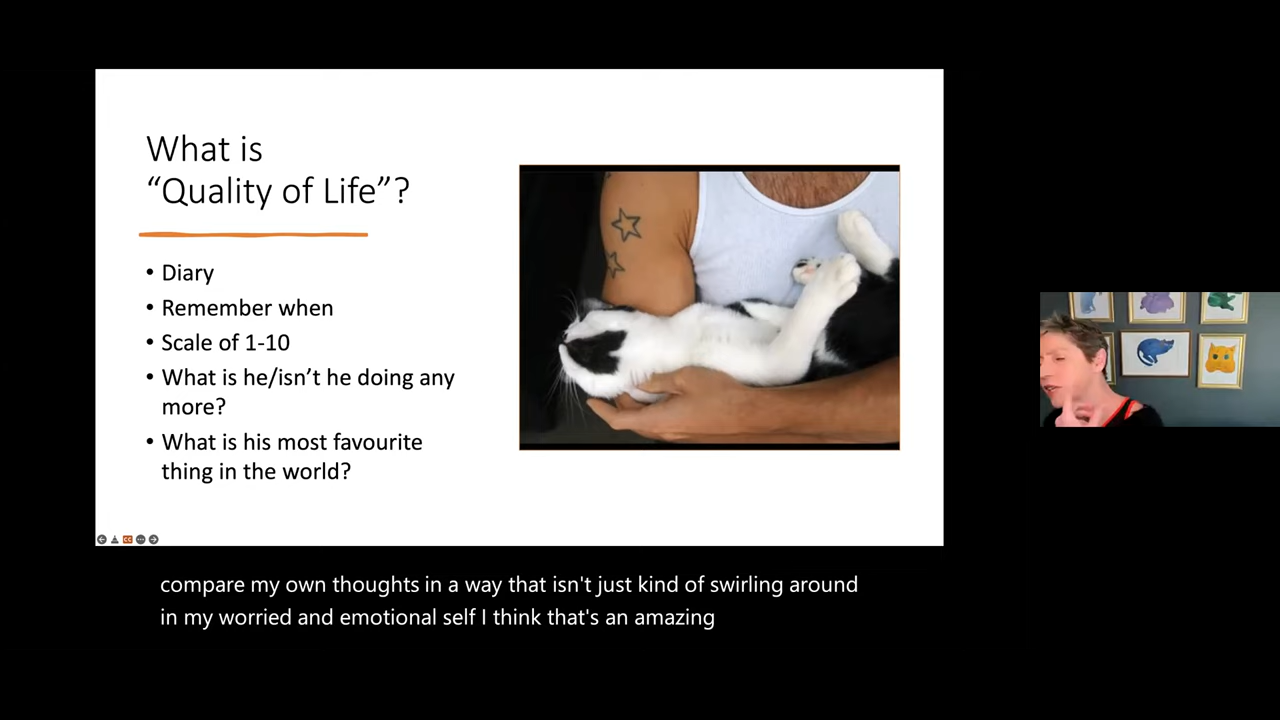 What is
“Quality of Life”?
• Diary
• Remember when
• Scale of 1-10
• What is he/isn’t he doing any
more?
• What is his most favourite
thing in the world?
CC
compare my own thoughts in a way that isn't just kind of swirling around
in my worried and emotional self I think that's an amazing